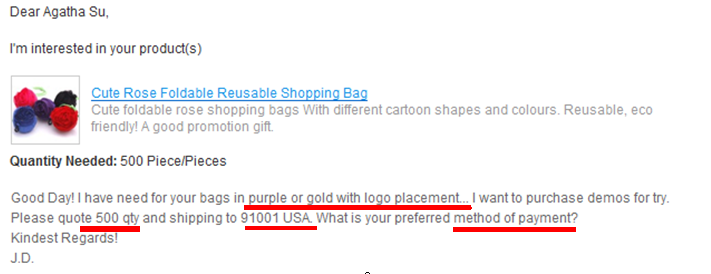 Dear Agatha Su,
I'm interested in your product(s)
Cute Rose Foldable Reusable Shopping Bag
Cute foldable rose shopping bags With different cartoon shapes and colours. Reusable, eco
friendly! A good promotion gift.
Quantity Needed: 500 Piece/Pieces
Good Day! I have need for your bags in purple or gold with logo placement... I want to purchase demos for try.
Please quote 500 qty and shipping to 91001 USA. What is your preferred method of payment?
Kindest Regards!
J.D.